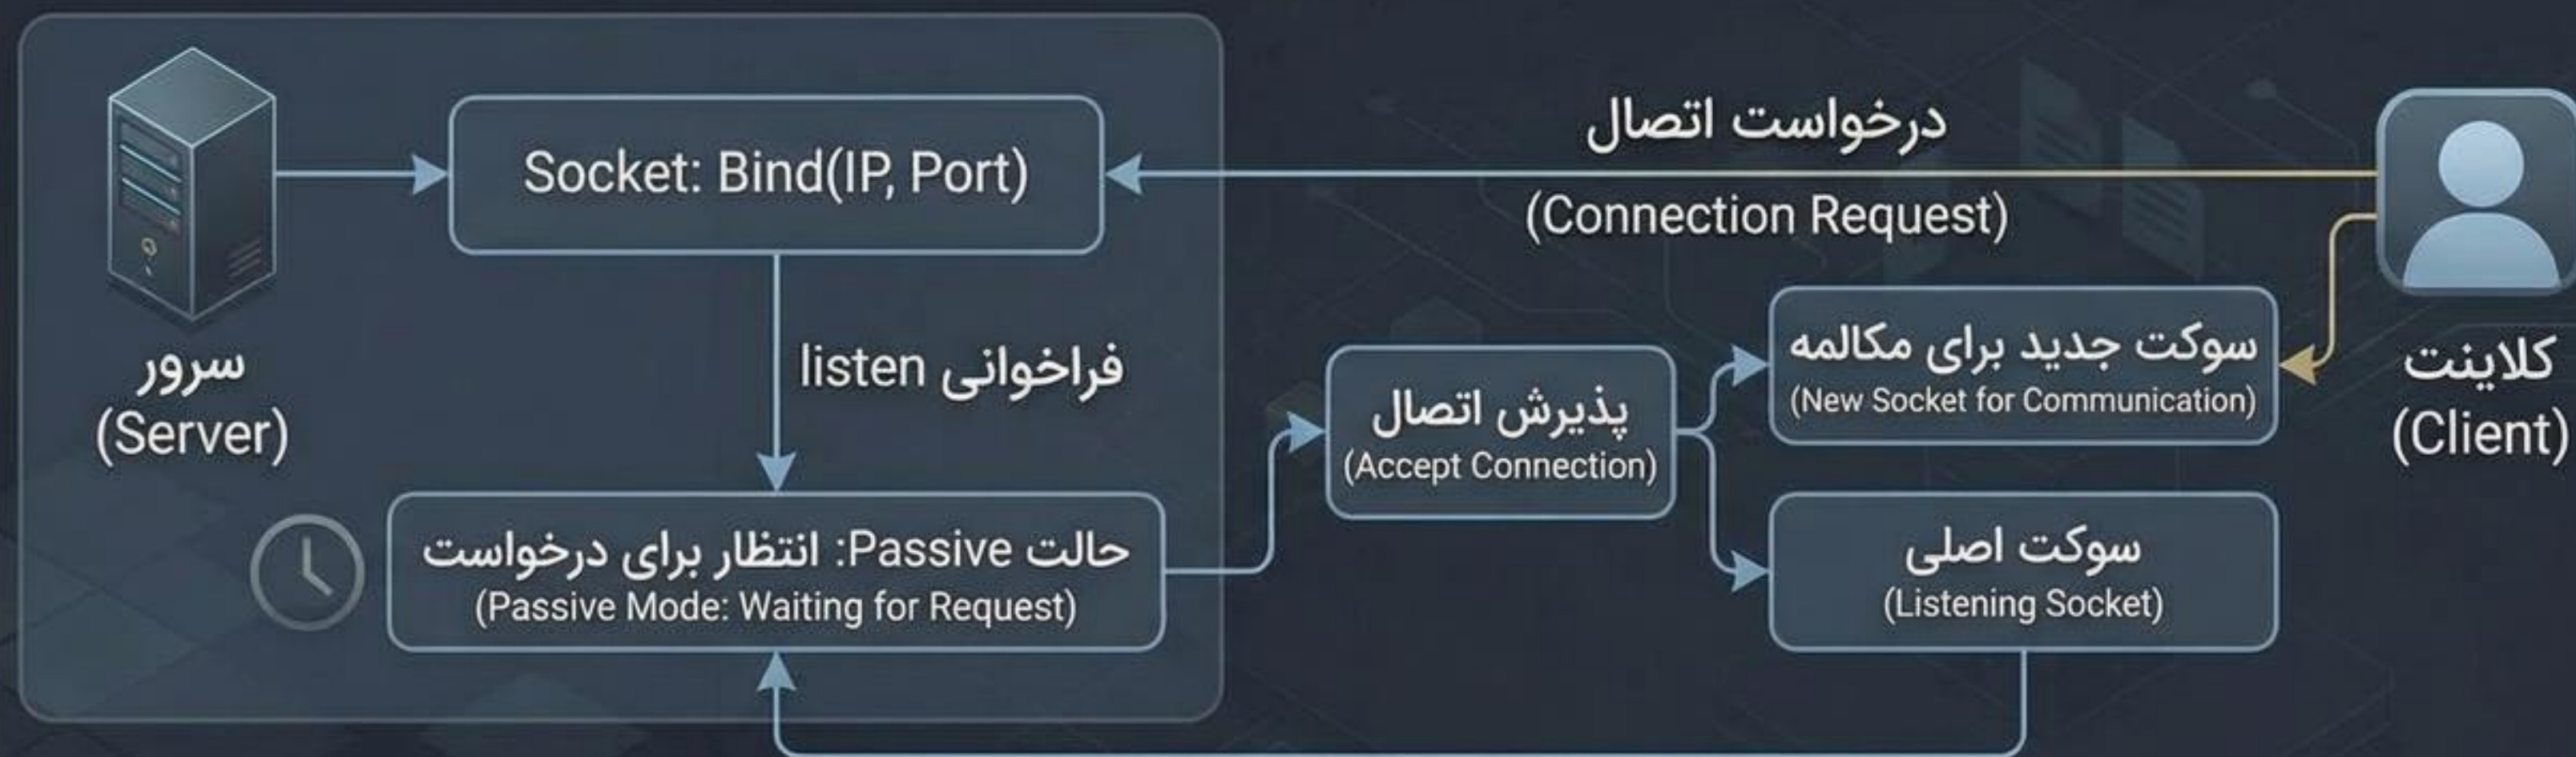 سرور
(Server)
Socket: Bind(IP, Port)
فراخوانی listen
حالت Passive: انتظار برای درخواست
(Passive Mode: Waiting for Request)
درخواست اتصال
(Connection Request)
پذیرش اتصال
(Accept Connection)
سوکت جدید برای مکالمه
(New Socket for Communication)
سوکت اصلی
(Listening Socket)
کلاینت
(Client)